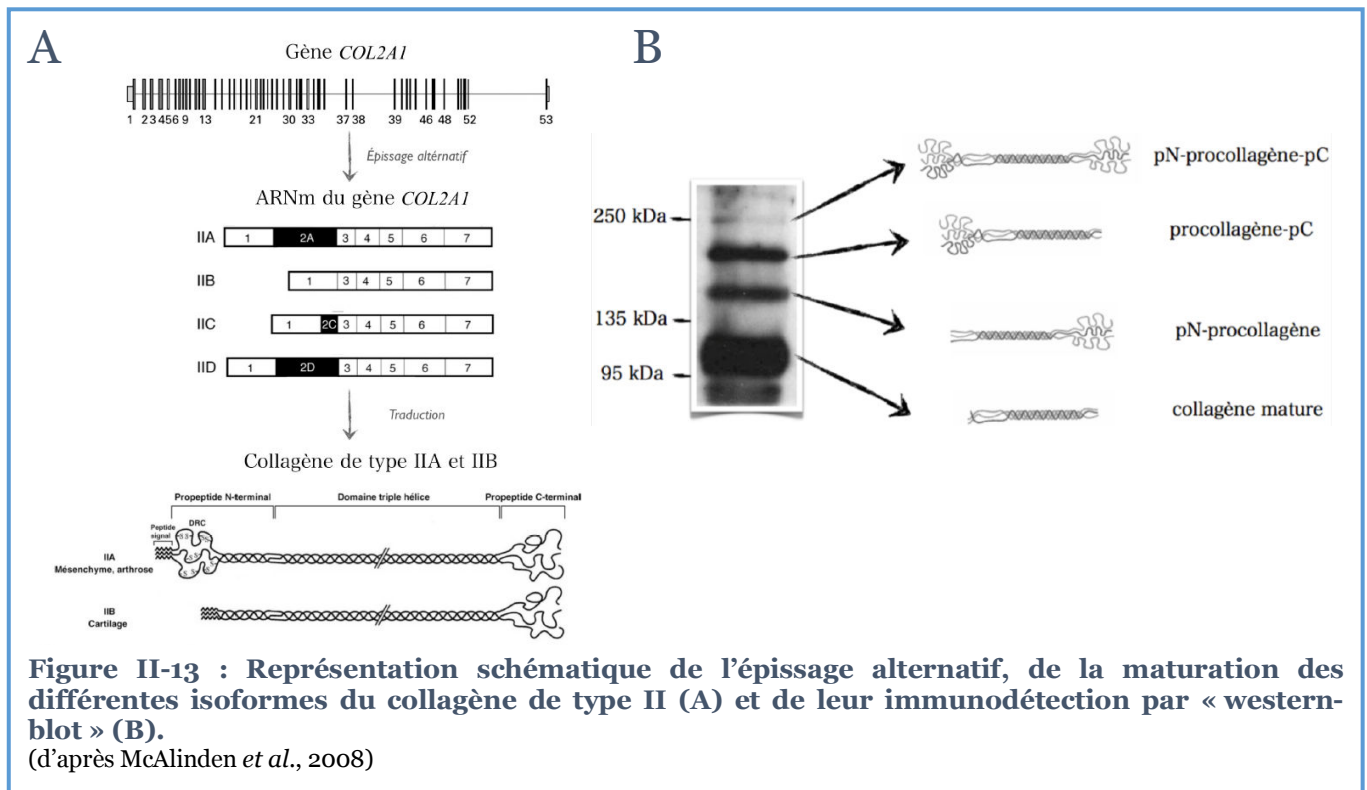 A
Gène COL2A1
1 2 3 4 5 6 9 13 21 30 33 37 38 39 46 48 52 53
Épissage altérnatif
ARNm du gène COL2A1
IIA 1 2A 3 4 5 6 7
IIB 1 3 4 5 6 7
IIC 1 2C 3 4 5 6 7
IID 1 2D 3 4 5 6 7
Traduction
Collagène de type IIA et IIB
Propeptide N-terminal Domaine triple hélice Propeptide C-terminal
Peptide
signal
DRC
IIA
Mésenchyme, arthrose
IIB
Cartilage
B
250 kDa
135 kDa
95 kDa
pN-procollagène-pC
procollagène-pC
pN-procollagène
collagène mature
Figure II-13 : Représentation schématique de l’épissage alternatif, de la maturation des
différentes isoformes du collagène de type II (A) et de leur immunodétection par « western-
blot » (B).
(d’après McAlinden et al., 2008)